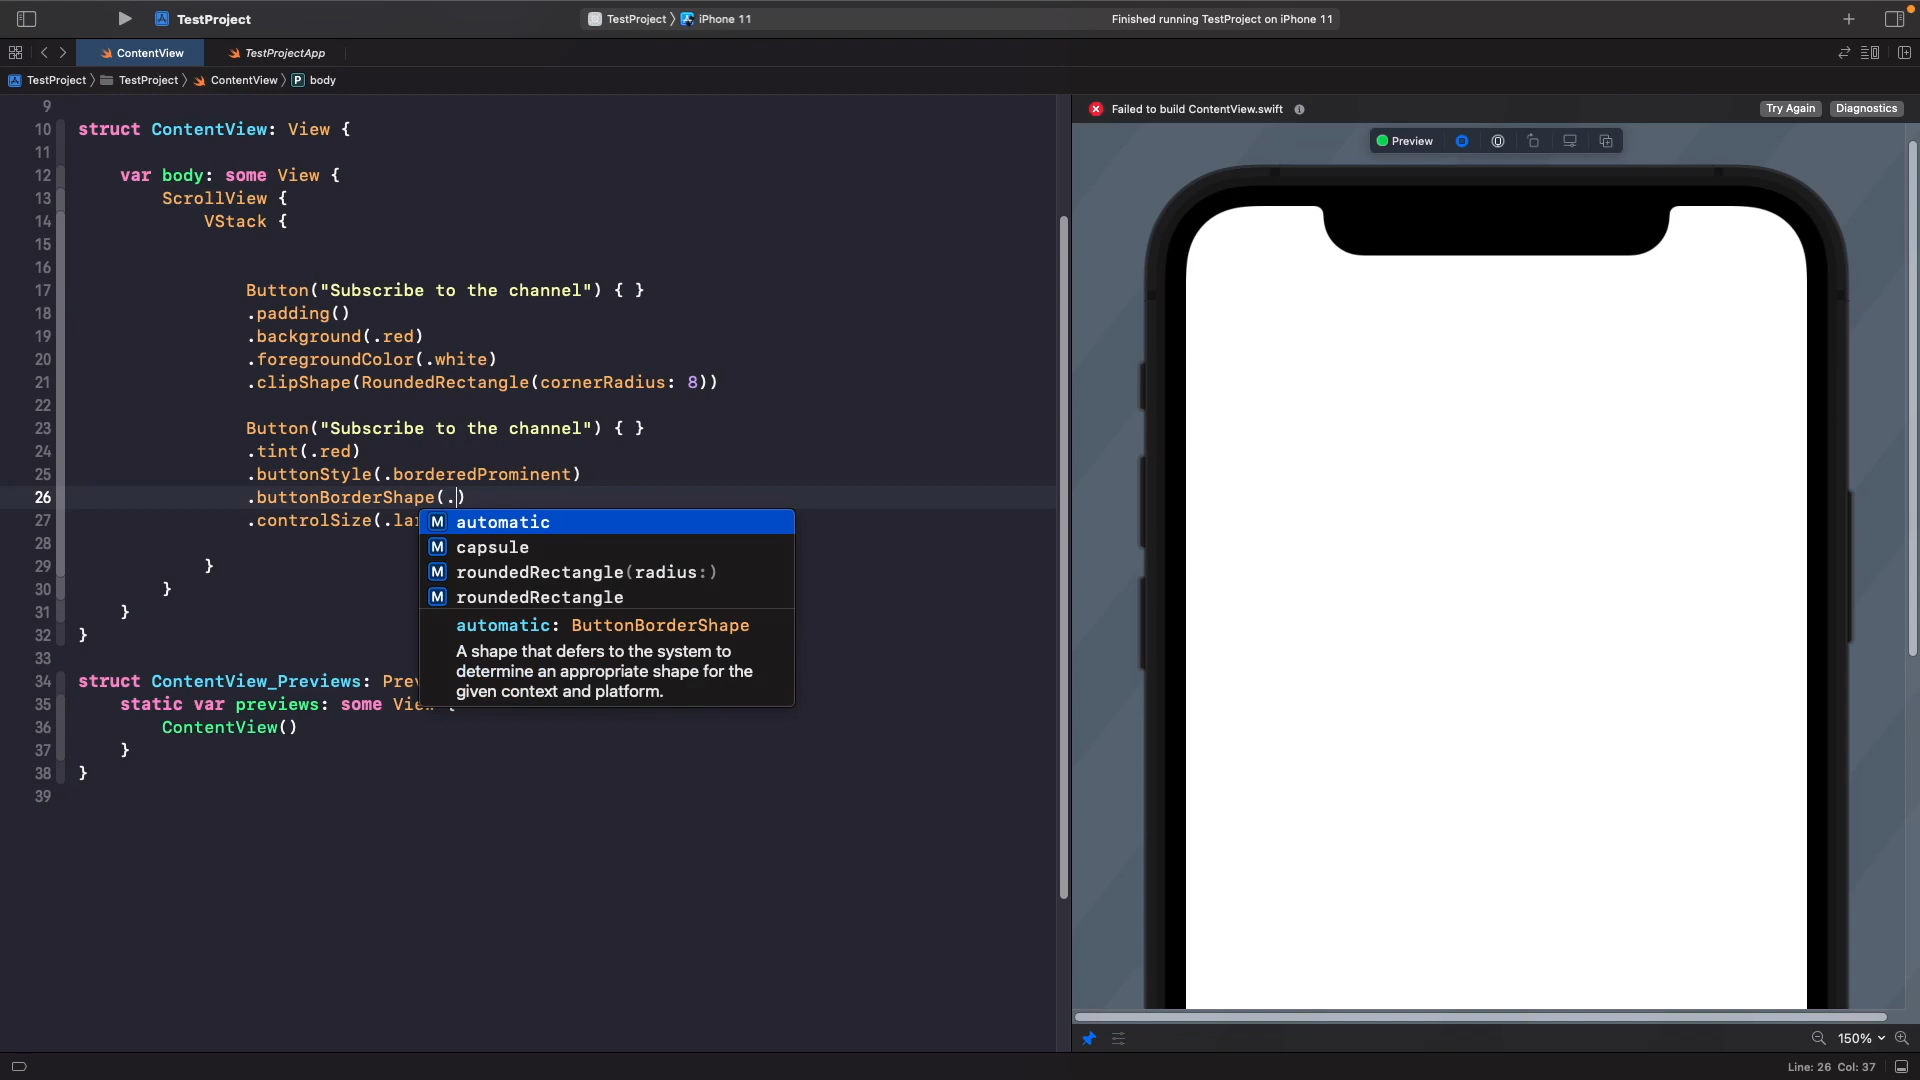 TestProject
TestProject
iPhone 11
Finished running TestProject on iPhone 11
ContentView
TestProjectApp
TestProject
TestProject
ContentView
P body
9
10 struct ContentView: View {
11
12 var body: some View {
13 ScrollView {
14 VStack {
15
16
17 Button("Subscribe to the channel") { }
18 .padding()
19 .background(.red)
20 .foregroundColor(.white)
21 .clipShape(RoundedRectangle(cornerRadius: 8))
22
23 Button("Subscribe to the channel") { }
24 .tint(.red)
25 .buttonStyle(.borderedProminent)
26 .buttonBorderShape(.)
27 .controlSize(.la
28
29 }
30 }
31 }
32 }
33
34 struct ContentView_Previews: Pre
35 static var previews: some View {
36 ContentView()
37 }
38 }
39
M automatic
M capsule
M roundedRectangle(radius:)
M roundedRectangle
automatic: ButtonBorderShape
A shape that defers to the system to
determine an appropriate shape for the
given context and platform.
Failed to build ContentView.swift
Try Again
Diagnostics
Preview
150%
Line: 26 Col: 37